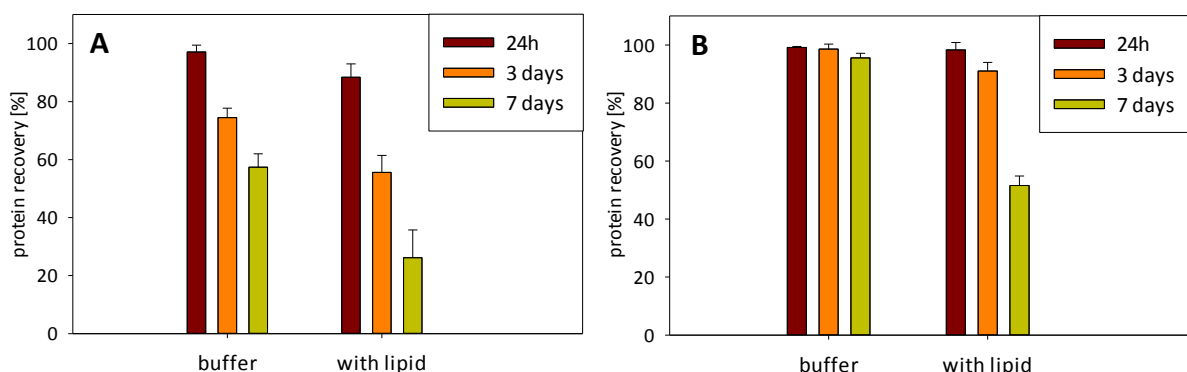 A
24h
3 days
7 days
protein recovery [%]
100
80
60
40
20
0
buffer with lipid
B
24h
3 days
7 days
protein recovery [%]
100
80
60
40
20
0
buffer with lipid